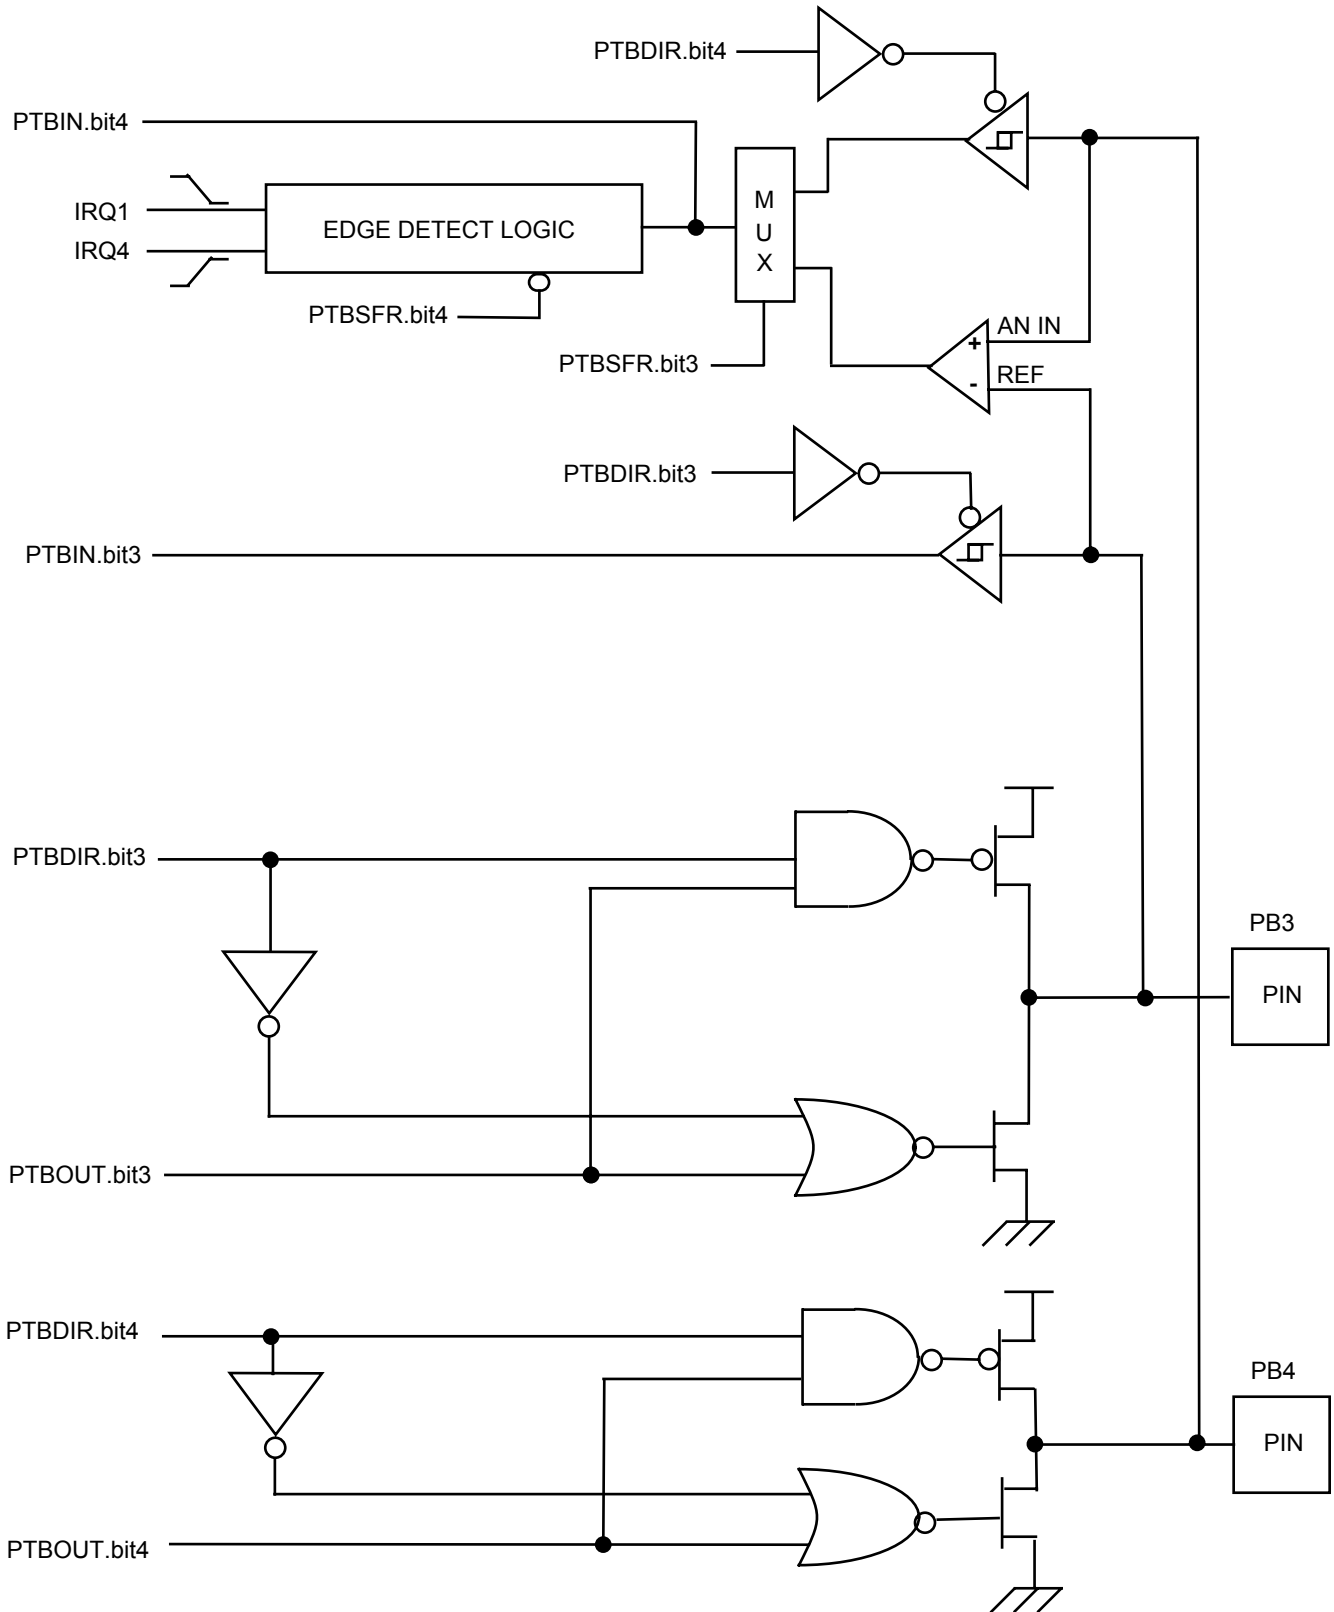 PTBDIR.bit4
PTBIN.bit4
IRQ1
IRQ4
EDGE DETECT LOGIC
PTBSFR.bit4
M
U
X
PTBSFR.bit3
AN IN
+
REF
-
PTBDIR.bit3
PTBIN.bit3
PTBDIR.bit3
PB3
PIN
PTBOUT.bit3
PTBDIR.bit4
PB4
PIN
PTBOUT.bit4